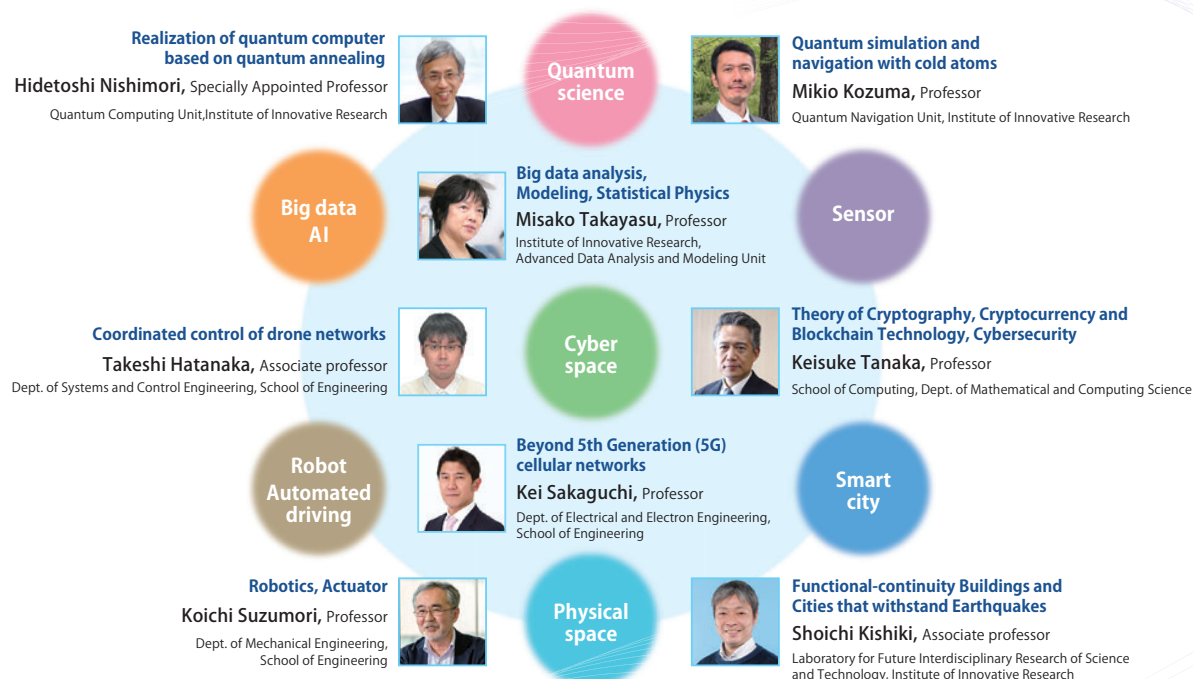 Realization of quantum computer
based on quantum annealing
Hidetoshi Nishimori, Specially Appointed Professor
Quantum Computing Unit,Institute of Innovative Research
Quantum
science
Quantum simulation and
navigation with cold atoms
Mikio Kozuma, Professor
Quantum Navigation Unit, Institute of Innovative Research
Big data
AI
Big data analysis,
Modeling, Statistical Physics
Misako Takayasu, Professor
Institute of Innovative Research,
Advanced Data Analysis and Modeling Unit
Sensor
Coordinated control of drone networks
Takeshi Hatanaka, Associate professor
Dept. of Systems and Control Engineering, School of Engineering
Cyber
space
Theory of Cryptography, Cryptocurrency and
Blockchain Technology, Cybersecurity
Keisuke Tanaka, Professor
School of Computing, Dept. of Mathematical and Computing Science
Robot
Automated
driving
Beyond 5th Generation (5G)
cellular networks
Kei Sakaguchi, Professor
Dept. of Electrical and Electron Engineering,
School of Engineering
Smart
city
Robotics, Actuator
Koichi Suzumori, Professor
Dept. of Mechanical Engineering,
School of Engineering
Physical
space
Functional-continuity Buildings and
Cities that withstand Earthquakes
Shoichi Kishiki, Associate professor
Laboratory for Future Interdisciplinary Research of Science
and Technology, Institute of Innovative Research